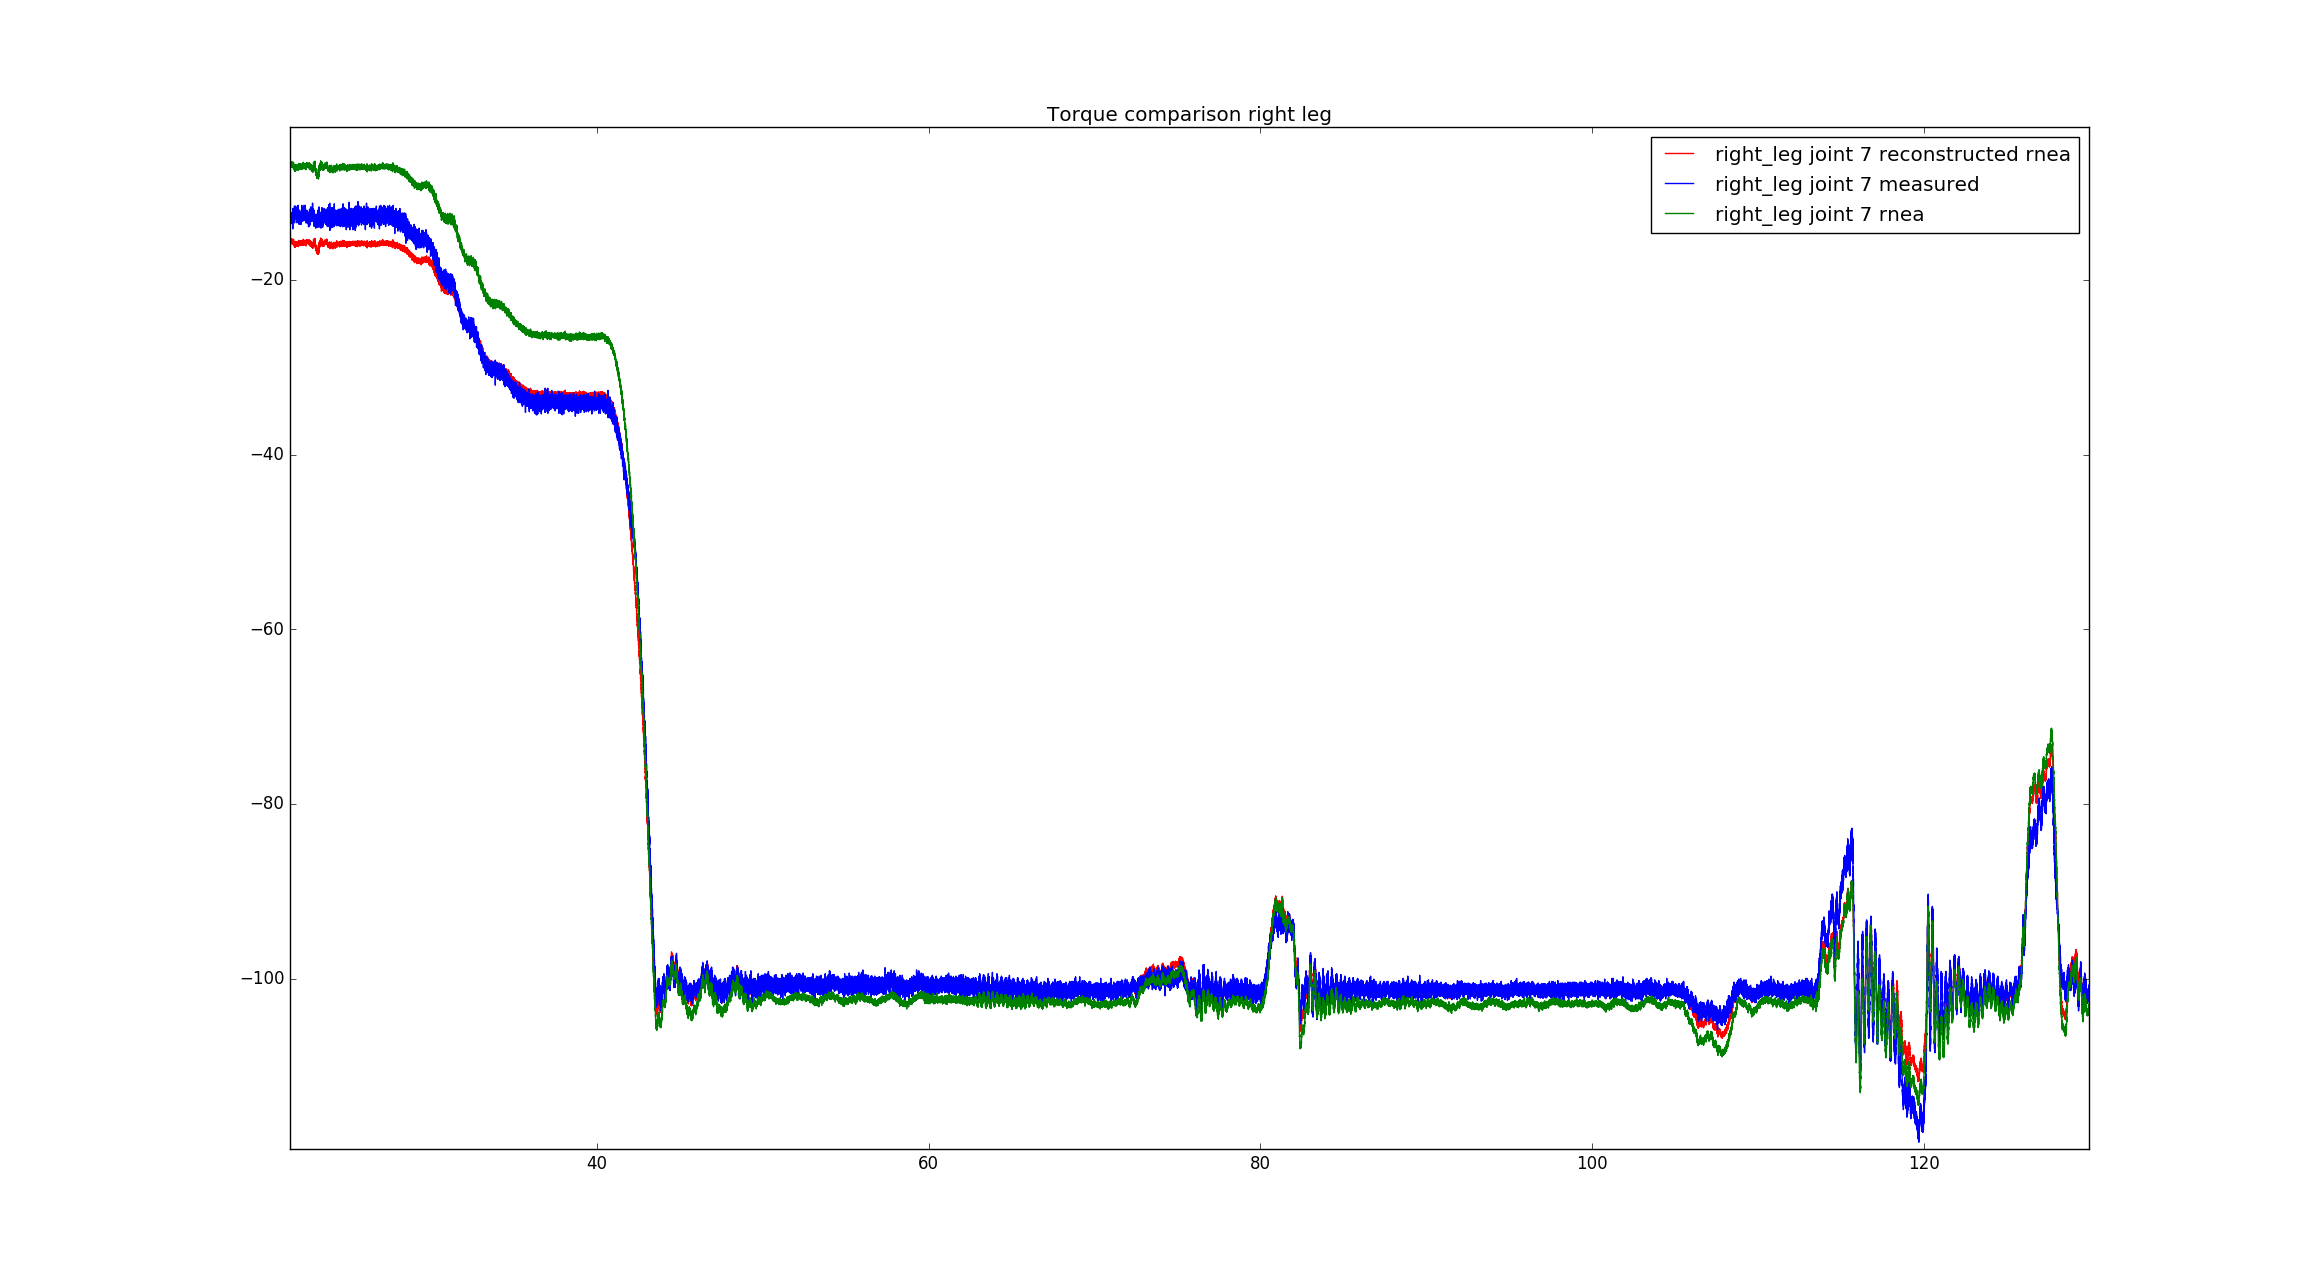 Torque comparison right leg
right_leg joint 7 reconstructed rnea
right_leg joint 7 measured
right_leg joint 7 rnea
−20
−40
−60
−80
−100
40 60 80 100 120